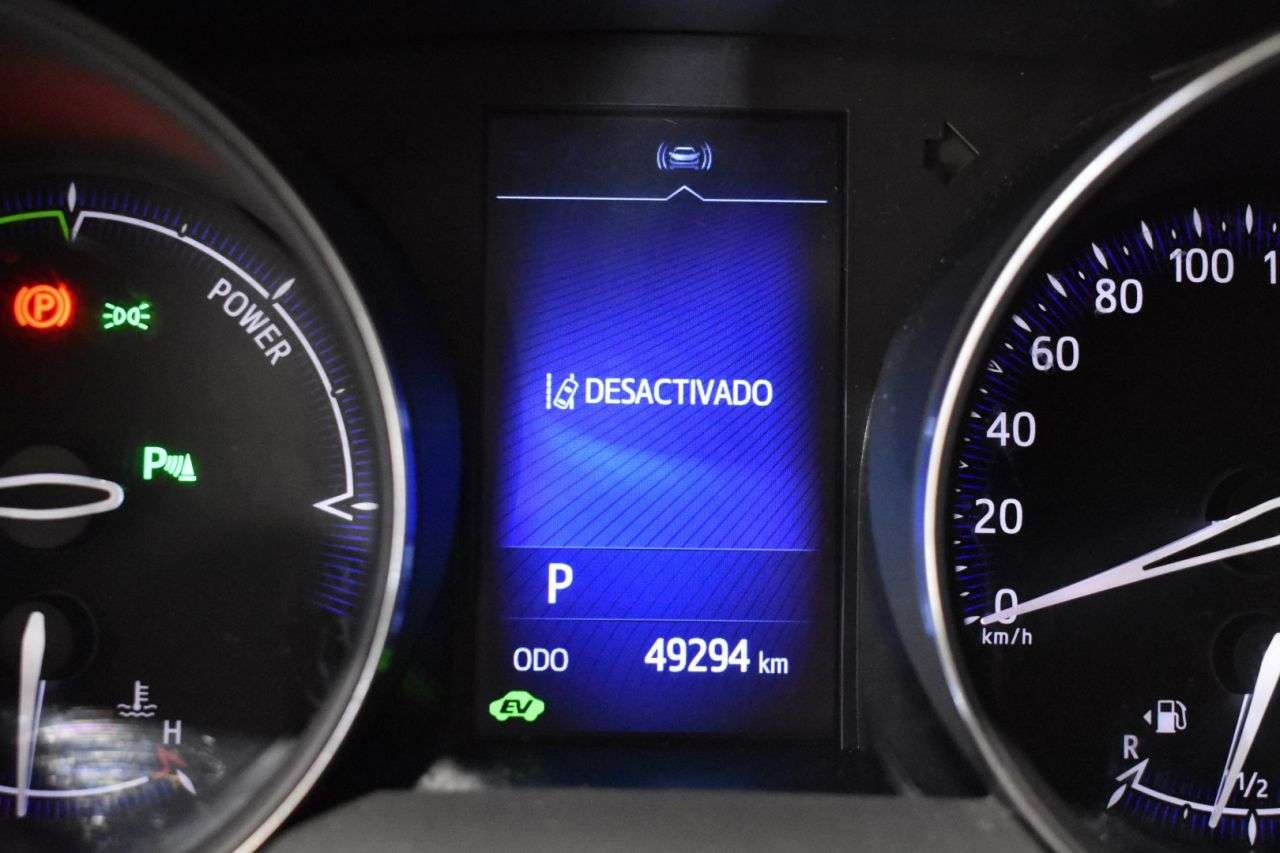 POWER
P
P
H
DESACTIVADO
P
ODO 49294 km
EV
100
80
60
40
20
0
km/h
R
1/2